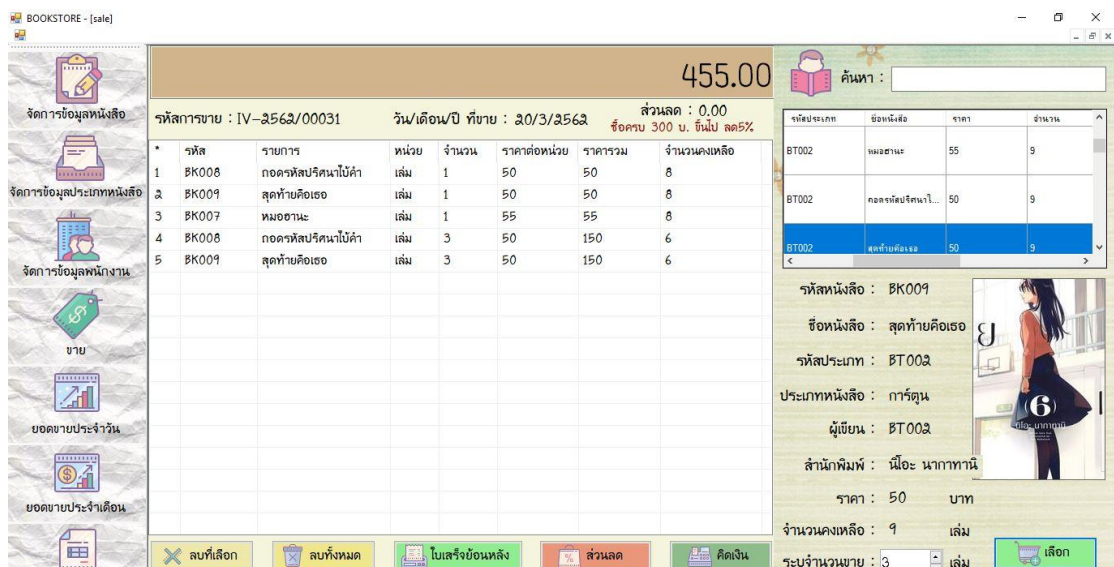 BOOKSTORE - [sale]
จัดการข้อมูลหนังสือ
จัดการข้อมูลประเภทหนังสือ
จัดการข้อมูลพนักงาน
ขาย
ยอดขายประจำวัน
ยอดขายประจำเดือน
455.00
รหัสการขาย : IV-2562/00031 วัน/เดือน/ปี ที่ขาย : 20/3/2562 ส่วนลด : 0.00
ซื้อครบ 300 บ. ขึ้นไป ลด5%
* รหัส รายการ หน่วย จำนวน ราคาต่อหน่วย ราคารวม จำนวนคงเหลือ
1 BK008 ถอดรหัสปริศนาใบ้คำ เล่ม 1 50 50 8
2 BK009 สุดท้ายคือเธอ เล่ม 1 50 50 8
3 BK007 หมอฮานะ เล่ม 1 55 55 8
4 BK008 ถอดรหัสปริศนาใบ้คำ เล่ม 3 50 150 6
5 BK009 สุดท้ายคือเธอ เล่ม 3 50 150 6
ลบที่เลือก ลบทั้งหมด ใบเสร็จย้อนหลัง ส่วนลด คิดเงิน
ค้นหา :
รหัสประเภท ชื่อหนังสือ ราคา จำนวน
BT002 หมอฮานะ 55 9
BT002 ถอดรหัสปริศนาใ... 50 9
BT002 สุดท้ายคือเธอ 50 9
รหัสหนังสือ : BK009
ชื่อหนังสือ : สุดท้ายคือเธอ
รหัสประเภท : BT002
ประเภทหนังสือ : การ์ตูน
ผู้เขียน : BT002
สำนักพิมพ์ : นิโอะ นากาทานิ
ราคา : 50 บาท
จำนวนคงเหลือ : 9 เล่ม
ระบุจำนวนขาย : 3 เล่ม
เลือก
ย
6
นิโอะ นากาทานิ